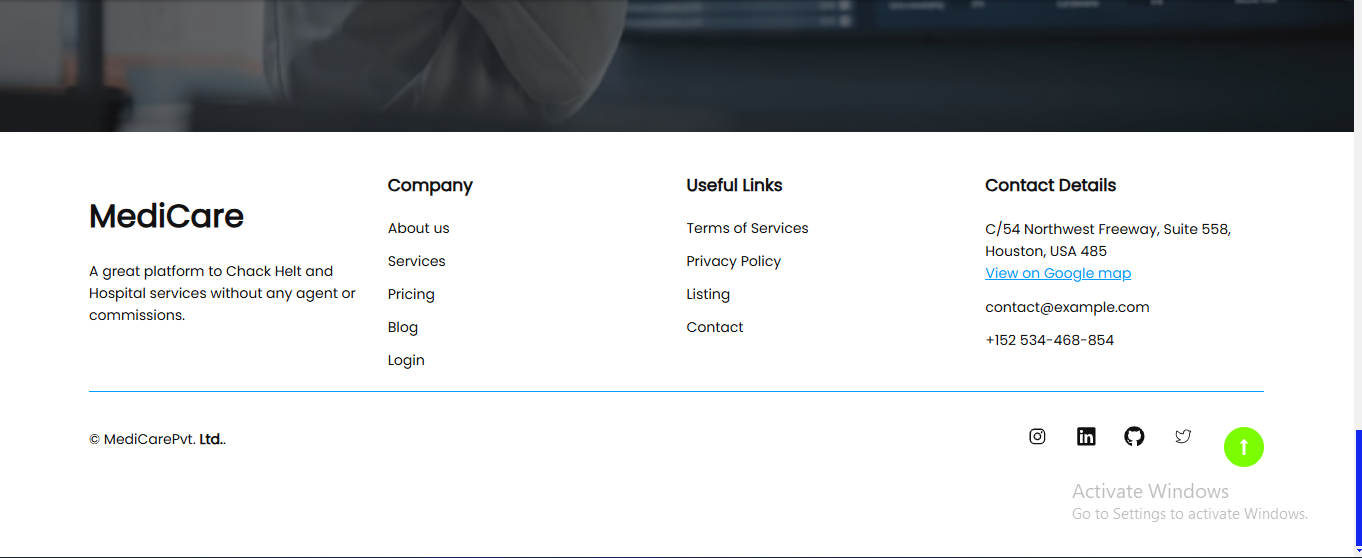 MediCare
A great platform to Chack Helt and
Hospital services without any agent or
commissions.
Company
About us
Services
Pricing
Blog
Login
Useful Links
Terms of Services
Privacy Policy
Listing
Contact
Contact Details
C/54 Northwest Freeway, Suite 558,
Houston, USA 485
View on Google map
contact@example.com
+152 534-468-854
© MediCarePvt. Ltd..
Activate Windows
Go to Settings to activate Windows.